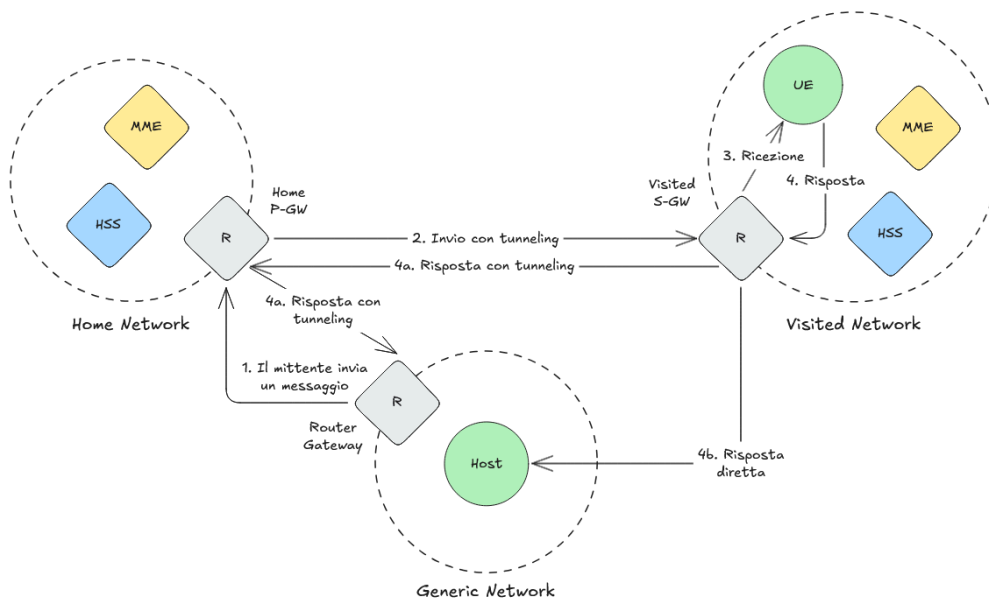 UE
MME
MME
3. Ricezione
4. Risposta
Home
P-GW
Visited
S-GW
HSS
HSS
R
R
2. Invio con tunneling
4a. Risposta con tunneling
4a. Risposta con
tunneling
Home Network
Visited Network
1. Il mittente invia
un messaggio
R
Router
Gateway
Host
4b. Risposta
diretta
Generic Network